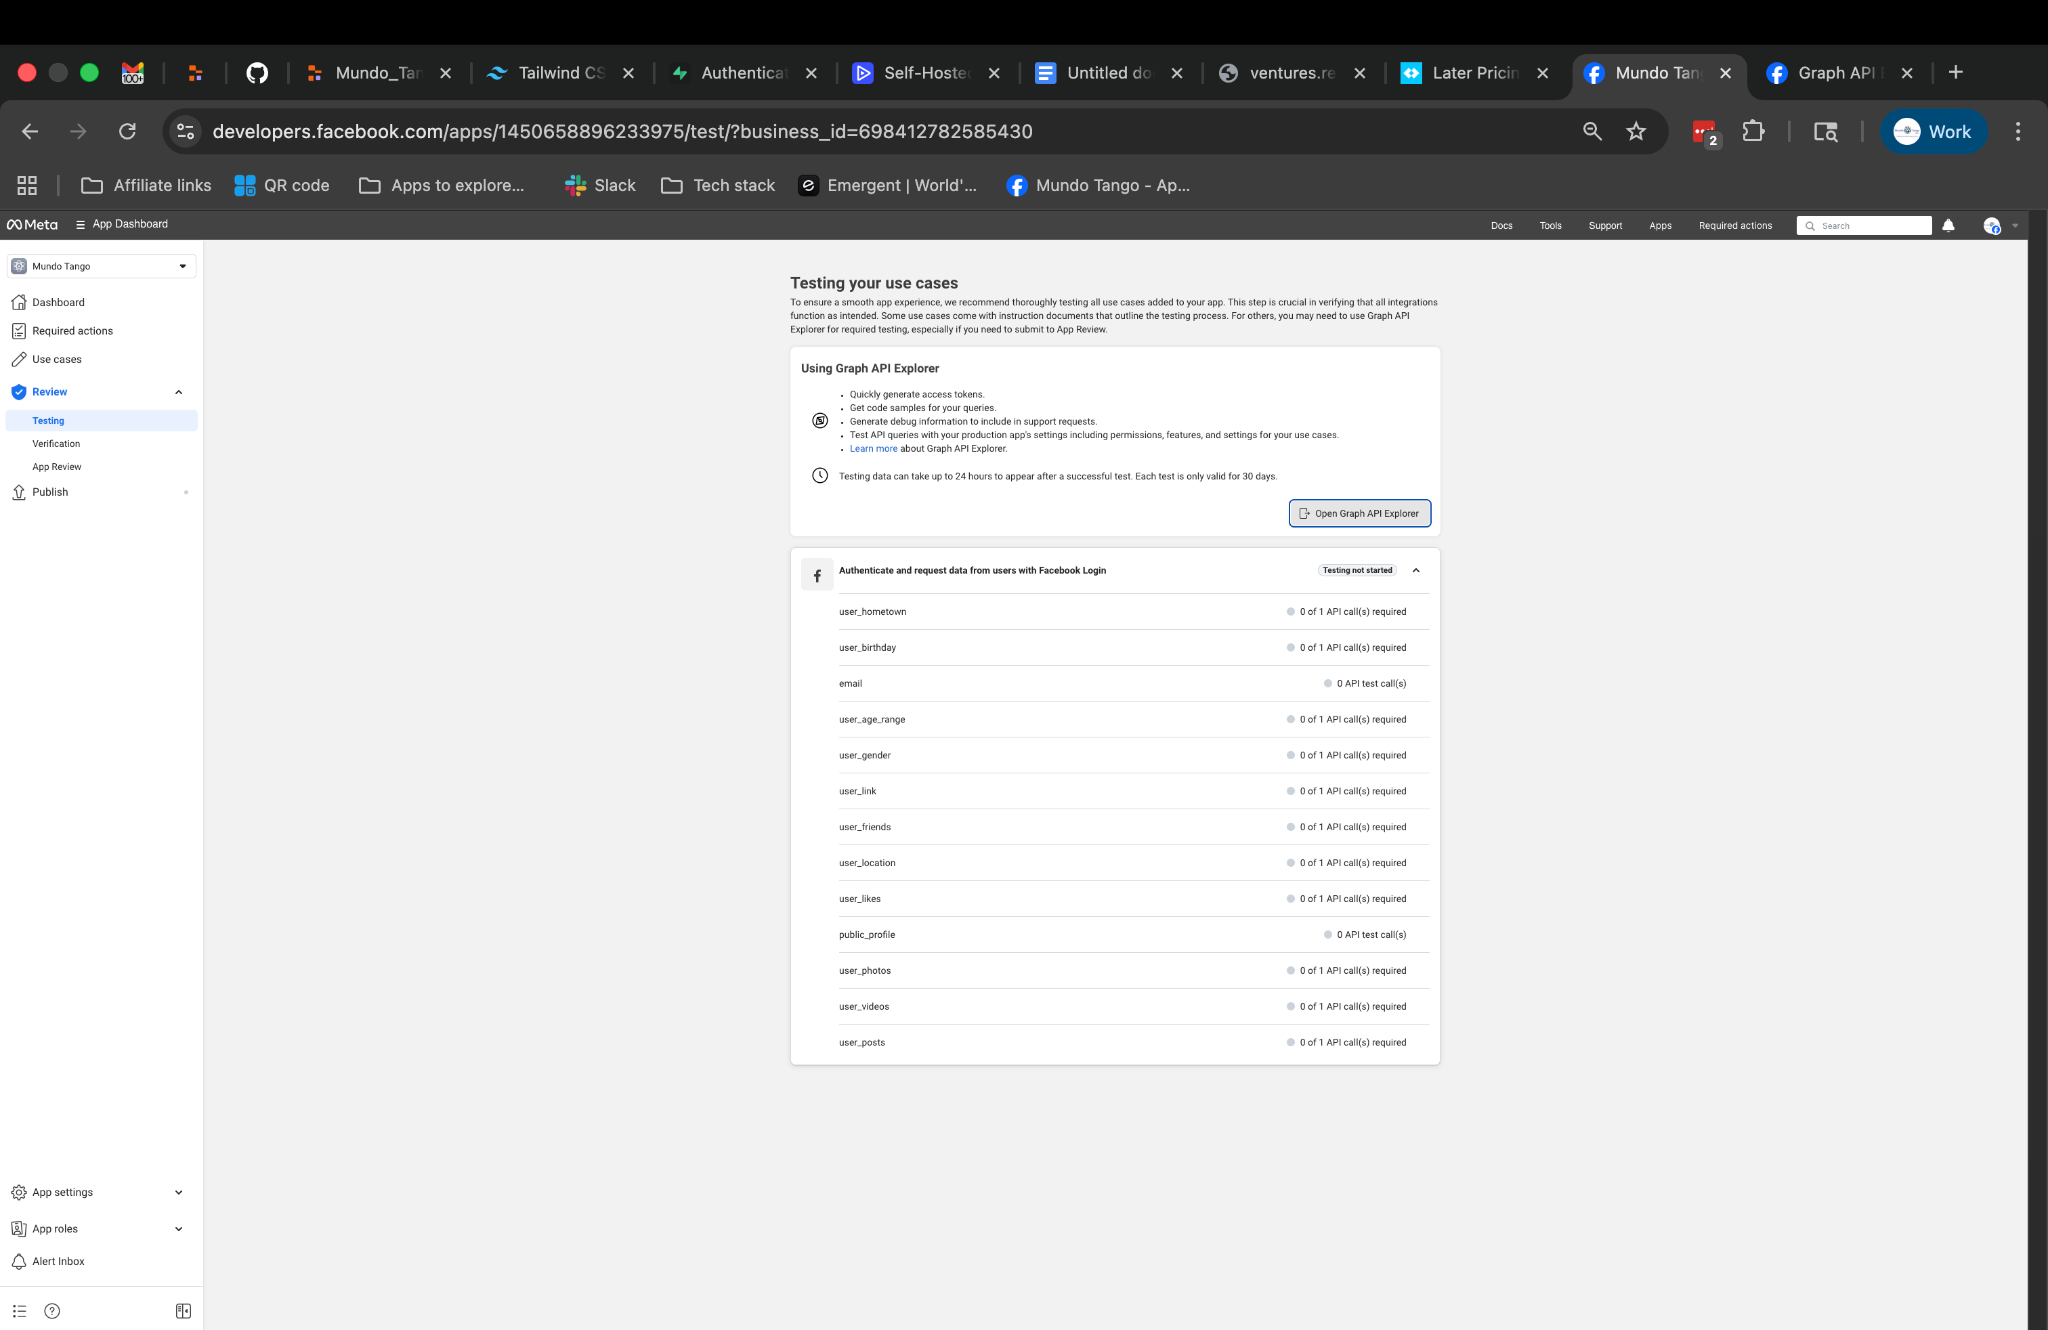 100+
Mundo_Tan
Tailwind CS
Authenticat
Self-Hoste
Untitled do
ventures.re
Later Pricin
Mundo Tan
Graph API E
developers.facebook.com/apps/1450658896233975/test/?business_id=698412782585430
2
Work
Affiliate links
QR code
Apps to explore...
Slack
Tech stack
Emergent | World'...
Mundo Tango - Ap...
Meta
App Dashboard
Docs
Tools
Support
Apps
Required actions
Search
Mundo Tango
Dashboard
Required actions
Use cases
Review
Testing
Verification
App Review
Publish
Testing your use cases
To ensure a smooth app experience, we recommend thoroughly testing all use cases added to your app. This step is crucial in verifying that all integrations
function as intended. Some use cases come with instruction documents that outline the testing process. For others, you may need to use Graph API
Explorer for required testing, especially if you need to submit to App Review.
Using Graph API Explorer
• Quickly generate access tokens.
• Get code samples for your queries.
• Generate debug information to include in support requests.
• Test API queries with your production app's settings including permissions, features, and settings for your use cases.
• Learn more about Graph API Explorer.
Testing data can take up to 24 hours to appear after a successful test. Each test is only valid for 30 days.
Open Graph API Explorer
Authenticate and request data from users with Facebook Login
Testing not started
user_hometown 0 of 1 API call(s) required
user_birthday 0 of 1 API call(s) required
email 0 API test call(s)
user_age_range 0 of 1 API call(s) required
user_gender 0 of 1 API call(s) required
user_link 0 of 1 API call(s) required
user_friends 0 of 1 API call(s) required
user_location 0 of 1 API call(s) required
user_likes 0 of 1 API call(s) required
public_profile 0 API test call(s)
user_photos 0 of 1 API call(s) required
user_videos 0 of 1 API call(s) required
user_posts 0 of 1 API call(s) required
App settings
App roles
Alert Inbox